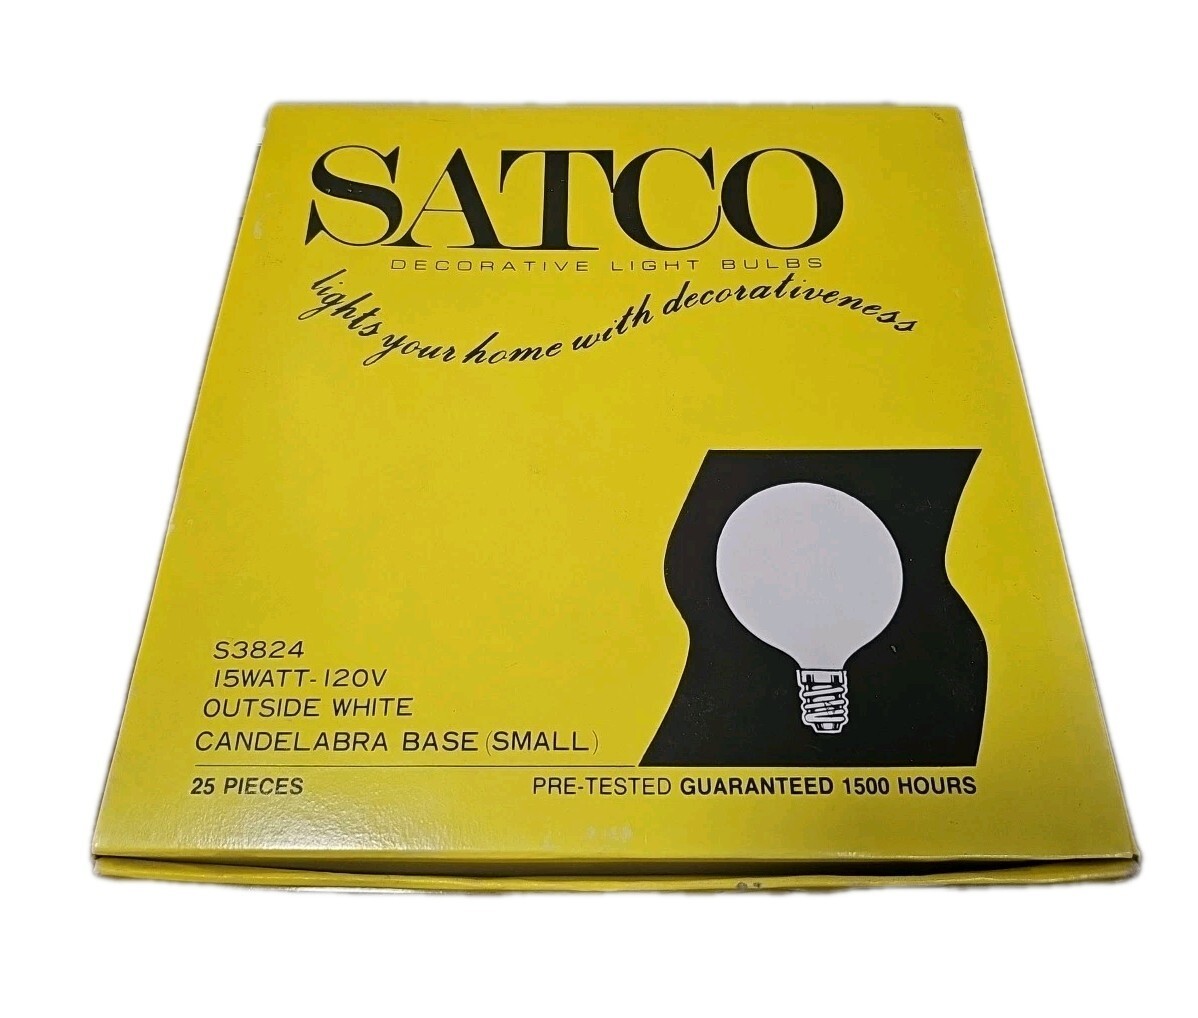 SATCO
DECORATIVE LIGHT BULBS
lights your home with decorativeness
S3824
15WATT-120V
OUTSIDE WHITE
CANDELABRA BASE (SMALL)
25 PIECES
PRE-TESTED GUARANTEED 1500 HOURS